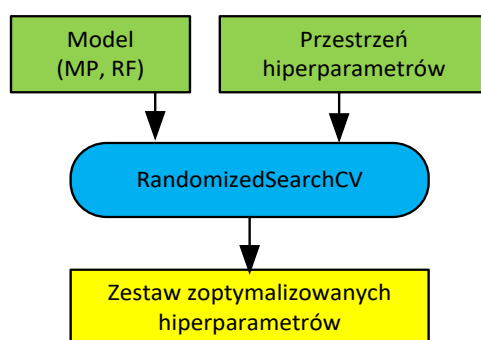 Model
(MP, RF)
Przestrzeń
hiperparametrów
RandomizedSearchCV
Zestaw zoptymalizowanych
hiperparametrów